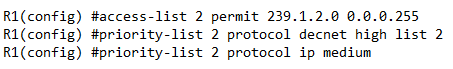 R1(config) #access-list 2 permit 239.1.2.0 0.0.0.255
R1(config) #priority-list 2 protocol decnet high list 2
R1(config) #priority-list 2 protocol ip medium